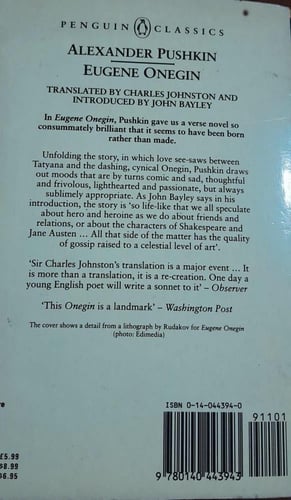 PENGUIN CLASSICS
ALEXANDER PUSHKIN
EUGENE ONEGIN
TRANSLATED BY CHARLES JOHNSTON AND
INTRODUCED BY JOHN BAYLEY
In Eugene Onegin, Pushkin gave us a verse novel so
consummately brilliant that it seems to have been born
rather than made.
Unfolding the story, in which love see-saws between
Tatyana and the dashing, cynical Onegin, Pushkin draws
out moods that are by turns comic and sad, thoughtful
and frivolous, lighthearted and passionate, but always
sublimely appropriate. As John Bayley says in his
introduction, the story is 'so life-like that we all speculate
about hero and heroine as we do about friends and
relations, or about the characters of Shakespeare and
Jane Austen ... All that side of the matter has the quality
of gossip raised to a celestial level of art'.
'Sir Charles Johnston's translation is a major event ... It
is more than a translation, it is a re-creation. One day a
young English poet will write a sonnet to it' – Observer
'This Onegin is a landmark' – Washington Post
The cover shows a detail from a lithograph by Rudakov for Eugene Onegin
(photo: Edimedia)
ISBN 0-14-044394-0
91101
£5.99
$8.99
$6.95
9 780140 443943